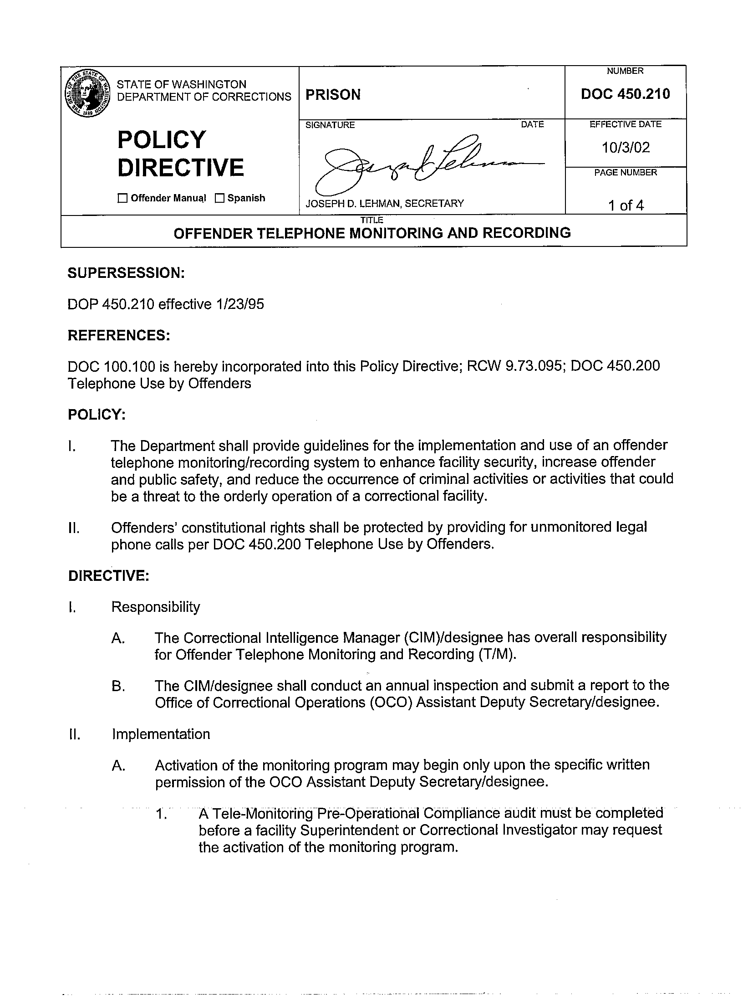 THE SEAL OF THE STATE OF WASHINGTON 1889
STATE OF WASHINGTON
DEPARTMENT OF CORRECTIONS
POLICY
DIRECTIVE
☐ Offender Manual ☐ Spanish
PRISON
NUMBER
DOC 450.210
SIGNATURE DATE
Joseph Lehman
JOSEPH D. LEHMAN, SECRETARY
EFFECTIVE DATE
10/3/02
PAGE NUMBER
1 of 4
TITLE
OFFENDER TELEPHONE MONITORING AND RECORDING
SUPERSESSION:
DOP 450.210 effective 1/23/95
REFERENCES:
DOC 100.100 is hereby incorporated into this Policy Directive; RCW 9.73.095; DOC 450.200
Telephone Use by Offenders
POLICY:
I. The Department shall provide guidelines for the implementation and use of an offender
telephone monitoring/recording system to enhance facility security, increase offender
and public safety, and reduce the occurrence of criminal activities or activities that could
be a threat to the orderly operation of a correctional facility.
II. Offenders' constitutional rights shall be protected by providing for unmonitored legal
phone calls per DOC 450.200 Telephone Use by Offenders.
DIRECTIVE:
I. Responsibility
A. The Correctional Intelligence Manager (CIM)/designee has overall responsibility
for Offender Telephone Monitoring and Recording (T/M).
B. The CIM/designee shall conduct an annual inspection and submit a report to the
Office of Correctional Operations (OCO) Assistant Deputy Secretary/designee.
II. Implementation
A. Activation of the monitoring program may begin only upon the specific written
permission of the OCO Assistant Deputy Secretary/designee.
1. A Tele-Monitoring Pre-Operational Compliance audit must be completed
before a facility Superintendent or Correctional Investigator may request
the activation of the monitoring program.